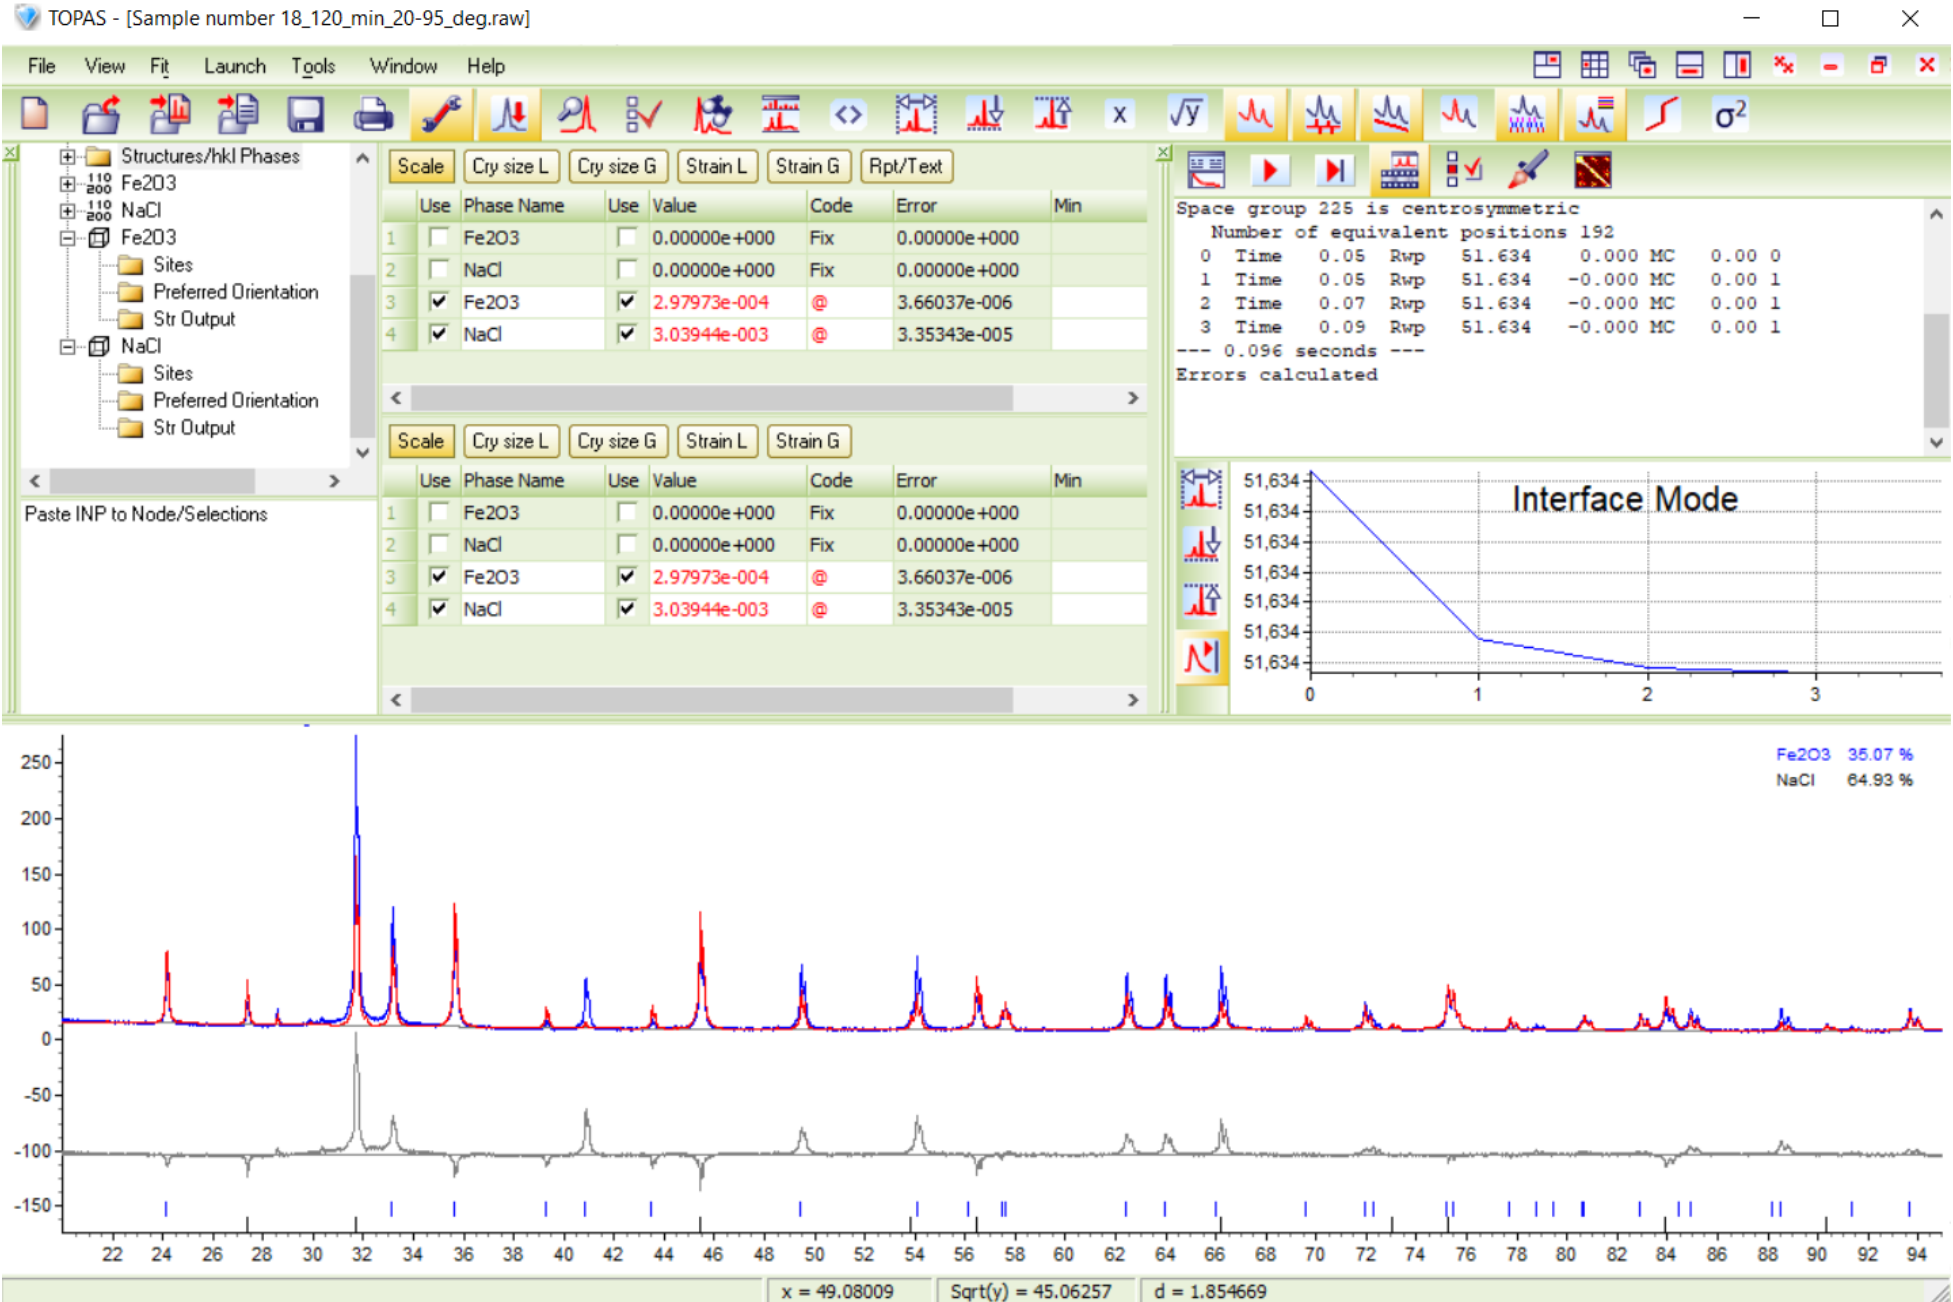 TOPAS - [Sample number 18_120_min_20-95_deg.raw]
File View Fit Launch Tools Window Help
x √y σ²
Structures/hkl Phases
110 200 Fe2O3
110 200 NaCl
Fe2O3
Sites
Preferred Orientation
Str Output
NaCl
Sites
Preferred Orientation
Str Output
Paste INP to Node/Selections
Scale Cry size L Cry size G Strain L Strain G Rpt/Text
Use Phase Name Use Value Code Error Min
1 Fe2O3 0.00000e+000 Fix 0.00000e+000
2 NaCl 0.00000e+000 Fix 0.00000e+000
3 Fe2O3 2.97973e-004 @ 3.66037e-006
4 NaCl 3.03944e-003 @ 3.35343e-005
Scale Cry size L Cry size G Strain L Strain G
Use Phase Name Use Value Code Error Min
1 Fe2O3 0.00000e+000 Fix 0.00000e+000
2 NaCl 0.00000e+000 Fix 0.00000e+000
3 Fe2O3 2.97973e-004 @ 3.66037e-006
4 NaCl 3.03944e-003 @ 3.35343e-005
Space group 225 is centrosymmetric
Number of equivalent positions 192
0 Time 0.05 Rwp 51.634 0.000 MC 0.00 0
1 Time 0.05 Rwp 51.634 -0.000 MC 0.00 1
2 Time 0.07 Rwp 51.634 -0.000 MC 0.00 1
3 Time 0.09 Rwp 51.634 -0.000 MC 0.00 1
--- 0.096 seconds ---
Errors calculated
Interface Mode
51,634
51,634
51,634
51,634
51,634
51,634
51,634
0 1 2 3
Fe2O3 35.07 %
NaCl 64.93 %
250
200
150
100
50
0
-50
-100
-150
22 24 26 28 30 32 34 36 38 40 42 44 46 48 50 52 54 56 58 60 62 64 66 68 70 72 74 76 78 80 82 84 86 88 90 92 94
x = 49.08009 Sqrt(y) = 45.06257 d = 1.854669